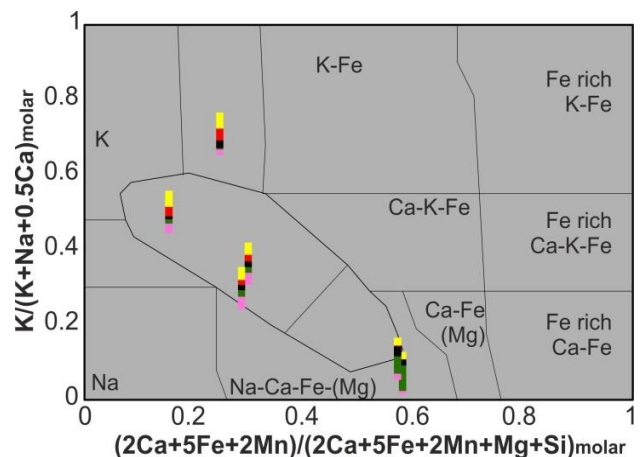 1
0.8
0.6
0.4
0.2
0
K/(K+Na+0.5Ca)molar
K
K-Fe
Fe rich
K-Fe
Ca-K-Fe
Fe rich
Ca-K-Fe
Ca-Fe
(Mg)
Fe rich
Ca-Fe
Na
Na-Ca-Fe-(Mg)
0
0.2
0.4
0.6
0.8
1
(2Ca+5Fe+2Mn)/(2Ca+5Fe+2Mn+Mg+Si)molar